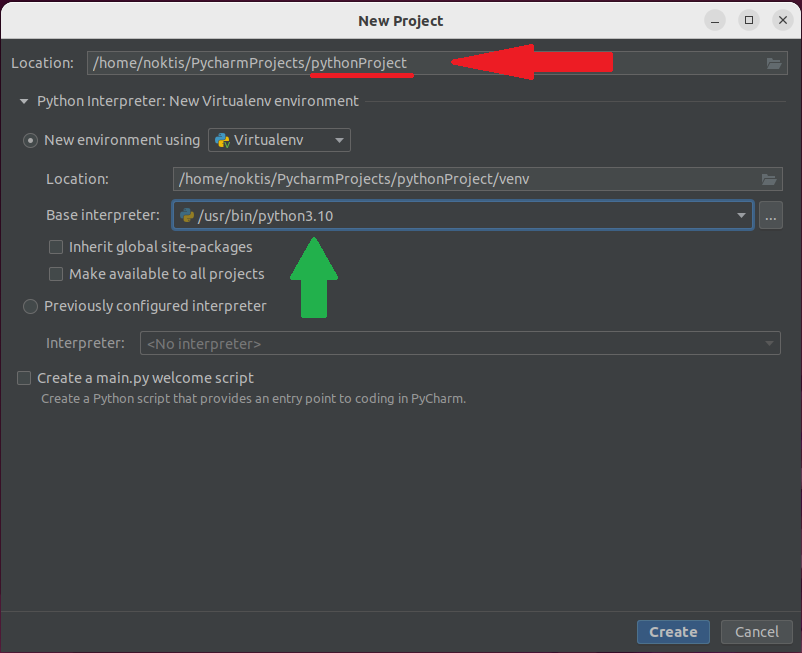 New Project
Location: /home/noktis/PycharmProjects/pythonProject
Python Interpreter: New Virtualenv environment
New environment using Virtualenv
Location: /home/noktis/PycharmProjects/pythonProject/venv
Base interpreter: /usr/bin/python3.10 ...
Inherit global site-packages
Make available to all projects
Previously configured interpreter
Interpreter: <No interpreter>
Create a main.py welcome script
Create a Python script that provides an entry point to coding in PyCharm.
Create Cancel